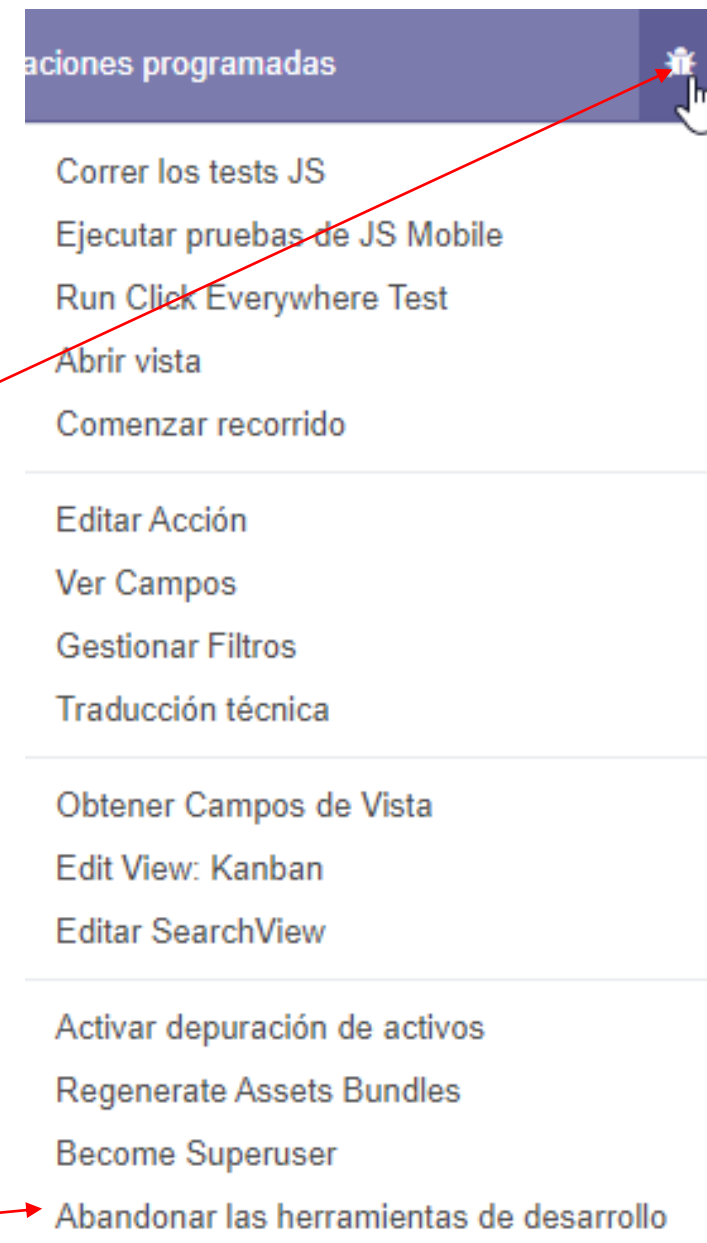 aciones programadas
Correr los tests JS
Ejecutar pruebas de JS Mobile
Run Click Everywhere Test
Abrir vista
Comenzar recorrido
Editar Acción
Ver Campos
Gestionar Filtros
Traducción técnica
Obtener Campos de Vista
Edit View: Kanban
Editar SearchView
Activar depuración de activos
Regenerate Assets Bundles
Become Superuser
Abandonar las herramientas de desarrollo